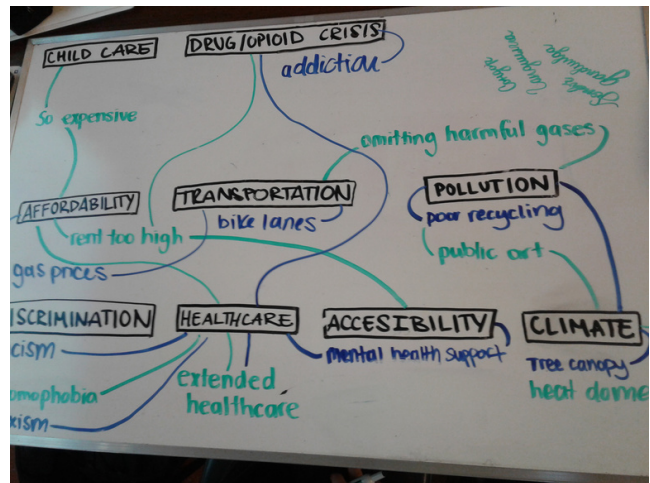 CHILD CARE
DRUG/OPIOID CRISIS
addiction
So expensive
omitting harmful gases
AFFORDABILITY
TRANSPORTATION
POLLUTION
bike lanes
poor recycling
rent too high
public art
gas prices
ISCRIMINATION
HEALTHCARE
ACCESIBILITY
CLIMATE
cism
mental health support
Tree canopy
extended
healthcare
heat dome
omophobia
xism